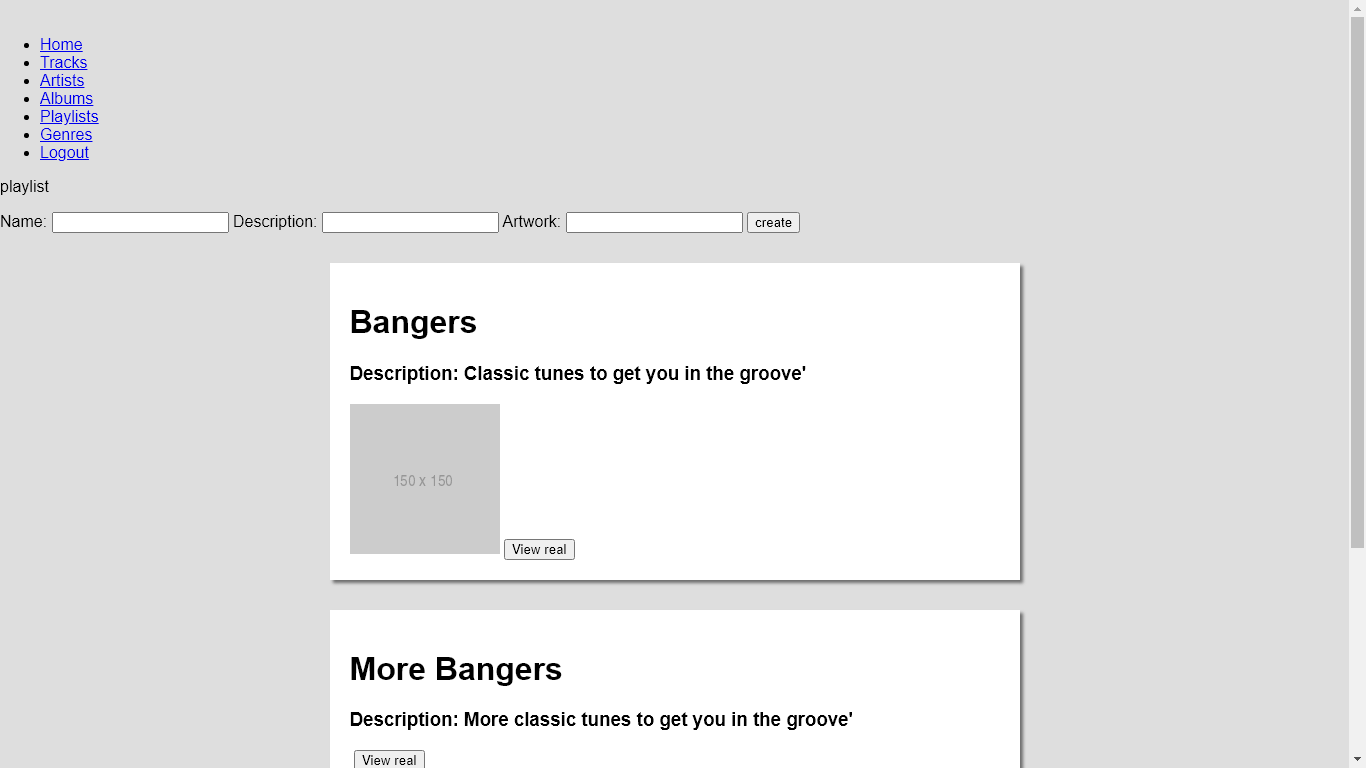 Home
Tracks
Artists
Albums
Playlists
Genres
Logout
playlist
Name: Description: Artwork: create
Bangers
Description: Classic tunes to get you in the groove'
150 x 150
View real
More Bangers
Description: More classic tunes to get you in the groove'
View real